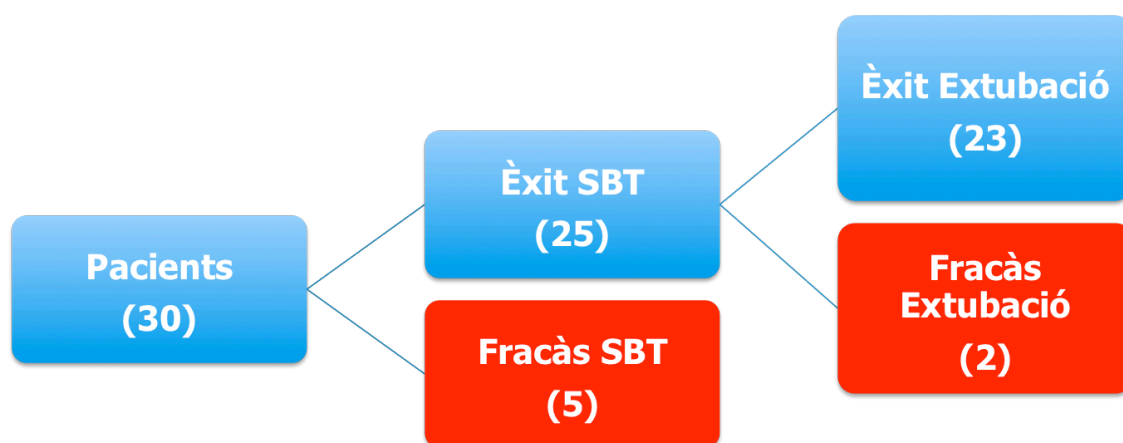 Pacients
(30)
Èxit SBT
(25)
Fracàs SBT
(5)
Èxit Extubació
(23)
Fracàs
Extubació
(2)